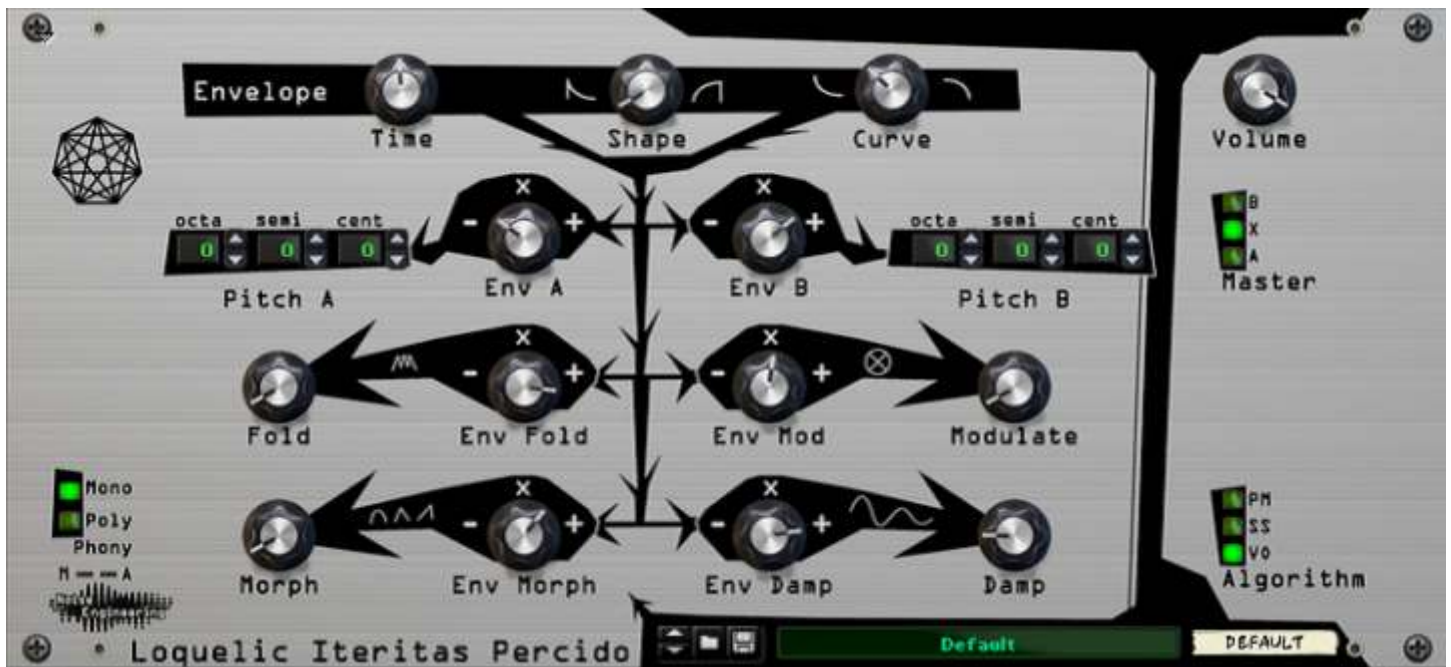 Envelope
Time
Shape
Curve
Volume
octa semi cent
0 0 0
Pitch A
- X +
Env A
- X +
Env B
octa semi cent
0 0 0
Pitch B
B
X
A
Master
Fold
- X +
Env Fold
- X +
Env Mod
Modulate
Mono
Poly
Phony
M A
Morph
- X +
Env Morph
- X +
Env Damp
Damp
PM
SS
VO
Algorithm
Engineering
Loquelic Iteritas Percido
Default
DEFAULT